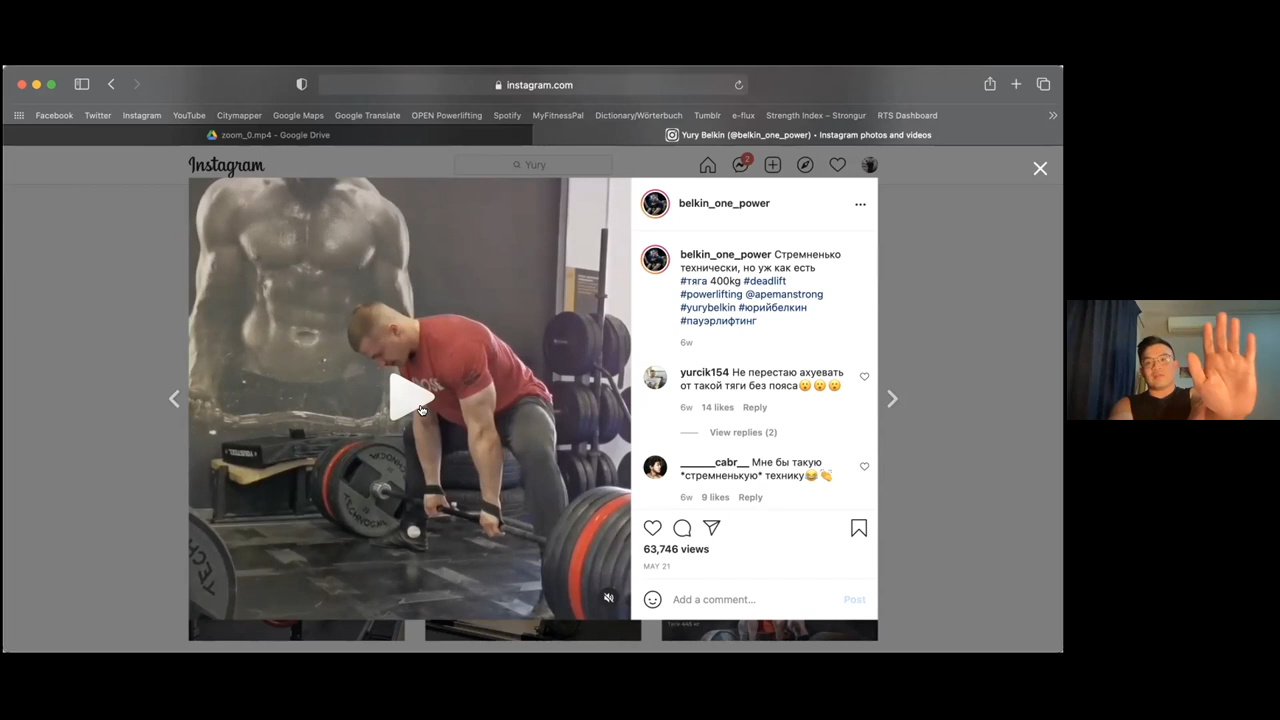 instagram.com
Facebook Twitter Instagram YouTube Citymapper Google Maps Google Translate OPEN Powerlifting Spotify MyFitnessPal Dictionary/Wörterbuch Tumblr e-flux Strength Index – Strongur RTS Dashboard
zoom_0.mp4 - Google Drive
Yury Belkin (@belkin_one_power) • Instagram photos and videos
Instagram
Yury
2
belkin_one_power
belkin_one_power Стремненько
технически, но уж как есть
#тяга 400kg #deadlift
#powerlifting @apemanstrong
#yurybelkin #юрийбелкин
#пауэрлифтинг
6w
yurcik154 Не перестаю ахуевать
от такой тяги без пояса😮😮😮
6w 14 likes Reply
View replies (2)
_______cabr__ Мне бы такую
*стремненькую* технику😂👏
6w 9 likes Reply
63,746 views
MAY 21
Add a comment... Post
TECHNOGYM